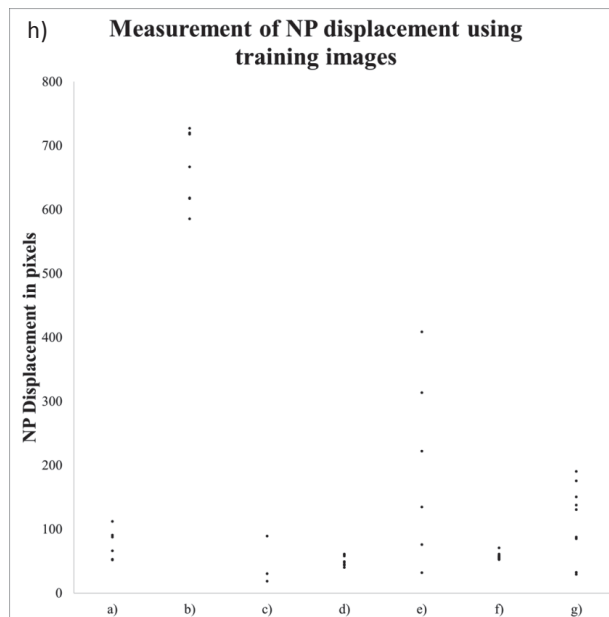 h)
Measurement of NP displacement using
training images
NP Displacement in pixels
800
700
600
500
400
300
200
100
0
a) b) c) d) e) f) g)